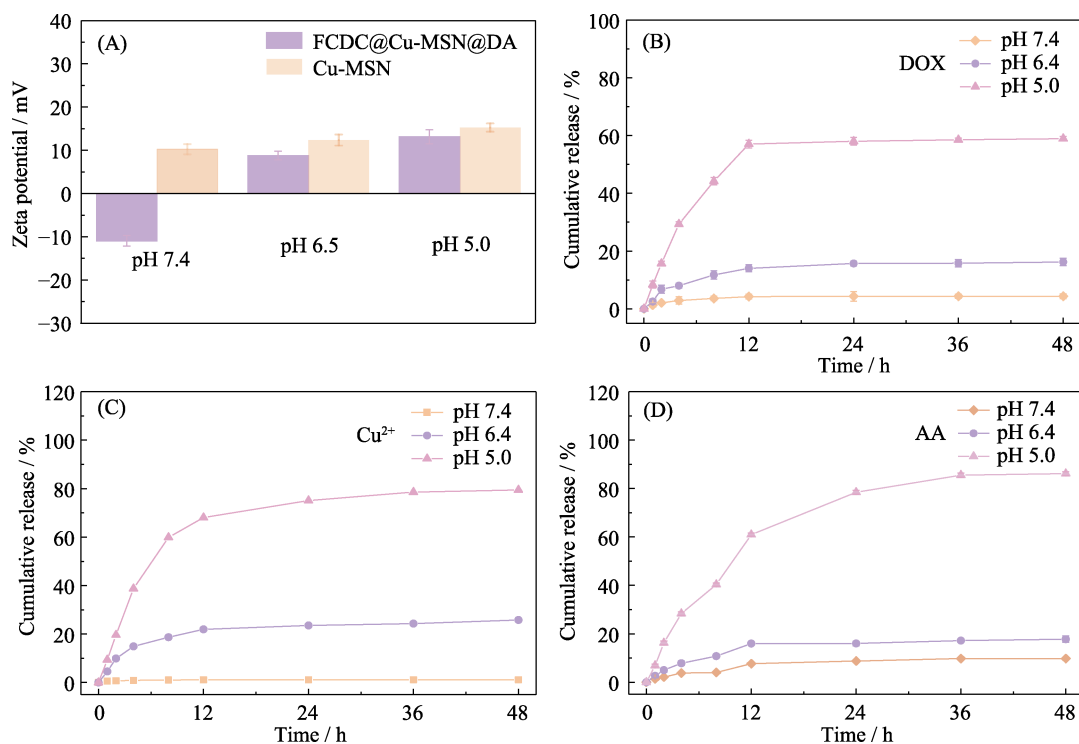 (A)
FCDC@Cu-MSN@DA
Cu-MSN
Zeta potential / mV
40
30
20
10
0
−10
−20
−30
pH 7.4
pH 6.5
pH 5.0
(B)
DOX
pH 7.4
pH 6.4
pH 5.0
Cumulative release / %
100
80
60
40
20
0
0 12 24 36 48
Time / h
(C)
Cu²⁺
pH 7.4
pH 6.4
pH 5.0
Cumulative release / %
120
100
80
60
40
20
0
0 12 24 36 48
Time / h
(D)
AA
pH 7.4
pH 6.4
pH 5.0
Cumulative release / %
120
100
80
60
40
20
0
0 12 24 36 48
Time / h